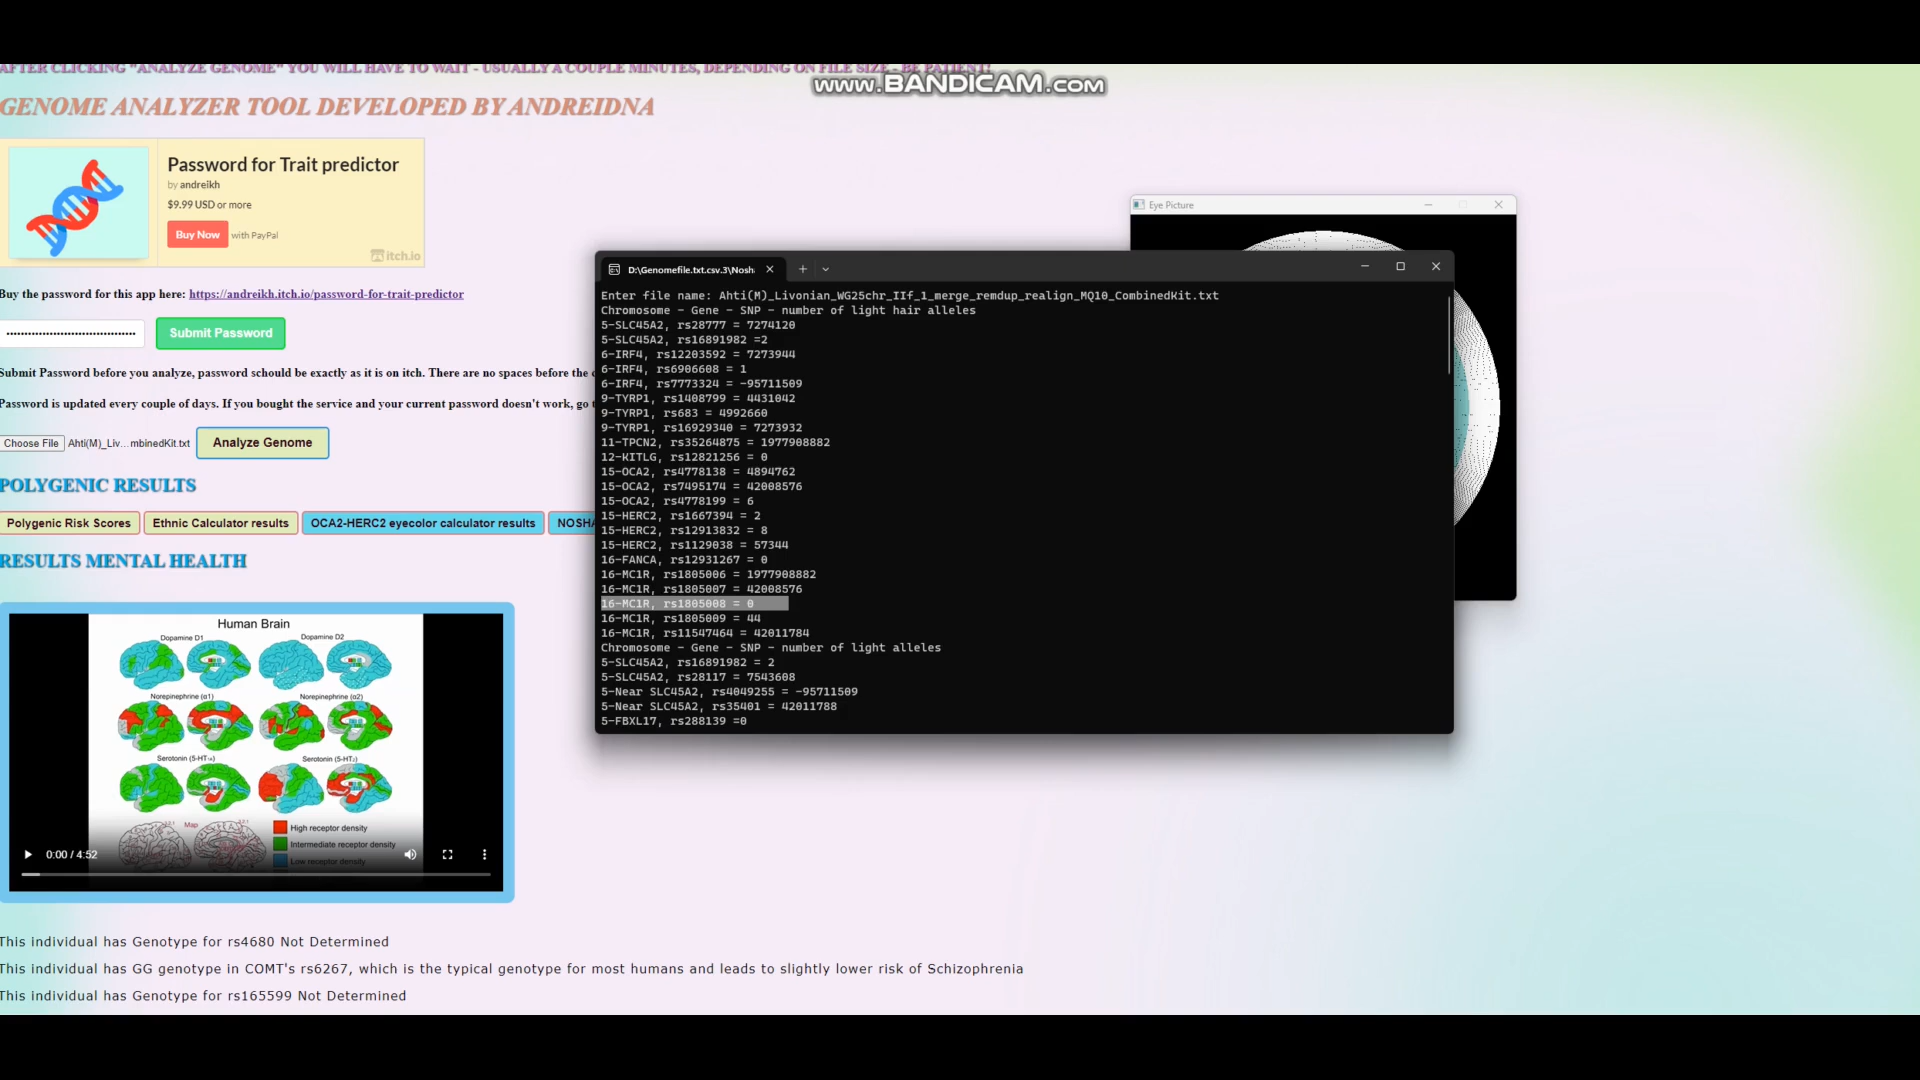 AFTER CLICKING "ANALYZE GENOME" YOU WILL HAVE TO WAIT - USUALLY A COUPLE MINUTES, DEPENDING ON FILE SIZE - BE PATIENT!
www.BANDICAM.com
GENOME ANALYZER TOOL DEVELOPED BY ANDREIDNA
Password for Trait predictor
by andreikh
$9.99 USD or more
Buy Now with PayPal
itch.io
Buy the password for this app here: https://andreikh.itch.io/password-for-trait-predictor
Submit Password
Submit Password before you analyze, password schould be exactly as it is on itch. There are no spaces before the
Password is updated every couple of days. If you bought the service and your current password doesn't work, go
Choose File Ahti(M)_Liv...mbinedKit.txt Analyze Genome
POLYGENIC RESULTS
Polygenic Risk Scores Ethnic Calculator results OCA2-HERC2 eyecolor calculator results NOSHA
RESULTS MENTAL HEALTH
Human Brain
Dopamine D1 Dopamine D2
Norepinephrine (α1) Norepinephrine (α2)
Serotonin (5-HT1A) Serotonin (5-HT2)
Map
High receptor density
Intermediate receptor density
Low receptor density
0:00 / 4:52
This individual has Genotype for rs4680 Not Determined
This individual has GG genotype in COMT's rs6267, which is the typical genotype for most humans and leads to slightly lower risk of Schizophrenia
This individual has Genotype for rs165599 Not Determined
Eye Picture
D:\Genomefile.txt.csv.3\Nosh
Enter file name: Ahti(M)_Livonian_WG25chr_IIf_1_merge_remdup_realign_MQ10_CombinedKit.txt
Chromosome - Gene - SNP - number of light hair alleles
5-SLC45A2, rs28777 = 7274120
5-SLC45A2, rs16891982 =2
6-IRF4, rs12203592 = 7273944
6-IRF4, rs6906608 = 1
6-IRF4, rs7773324 = -95711509
9-TYRP1, rs1408799 = 4431042
9-TYRP1, rs683 = 4992660
9-TYRP1, rs16929340 = 7273932
11-TPCN2, rs35264875 = 1977908882
12-KITLG, rs12821256 = 0
15-OCA2, rs4778138 = 4894762
15-OCA2, rs7495174 = 42008576
15-OCA2, rs4778199 = 6
15-HERC2, rs1667394 = 2
15-HERC2, rs12913832 = 8
15-HERC2, rs1129038 = 57344
16-FANCA, rs12931267 = 0
16-MC1R, rs1805006 = 1977908882
16-MC1R, rs1805007 = 42008576
16-MC1R, rs1805008 = 0
16-MC1R, rs1805009 = 44
16-MC1R, rs11547464 = 42011784
Chromosome - Gene - SNP - number of light alleles
5-SLC45A2, rs16891982 = 2
5-SLC45A2, rs28117 = 7543608
5-Near SLC45A2, rs4049255 = -95711509
5-Near SLC45A2, rs35401 = 42011788
5-FBXL17, rs288139 =0